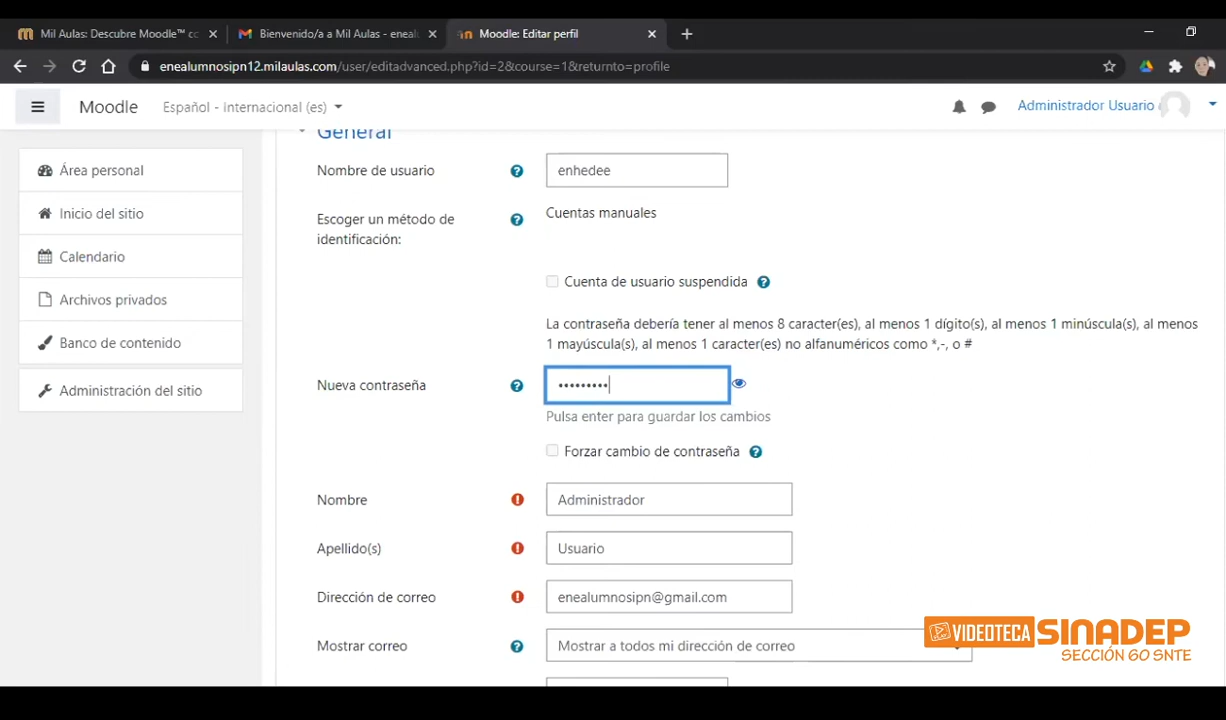 Mil Aulas: Descubre Moodle™ cc
Bienvenido/a a Mil Aulas - eneal
Moodle: Editar perfil
enealumnosipn12.milaulas.com/user/editadvanced.php?id=2&course=1&returnto=profile
Moodle
Español - Internacional (es)
Administrador Usuario
Área personal
Inicio del sitio
Calendario
Archivos privados
Banco de contenido
Administración del sitio
General
Nombre de usuario
enhedee
Escoger un método de
identificación:
Cuentas manuales
Cuenta de usuario suspendida
La contraseña debería tener al menos 8 caracter(es), al menos 1 dígito(s), al menos 1 minúscula(s), al menos
1 mayúscula(s), al menos 1 caracter(es) no alfanuméricos como *,-, o #
Nueva contraseña
•••••••••
Pulsa enter para guardar los cambios
Forzar cambio de contraseña
Nombre
Administrador
Apellido(s)
Usuario
Dirección de correo
enealumnosipn@gmail.com
Mostrar correo
Mostrar a todos mi dirección de correo
VIDEOTECA SINADEP
SECCIÓN 60 SNTE